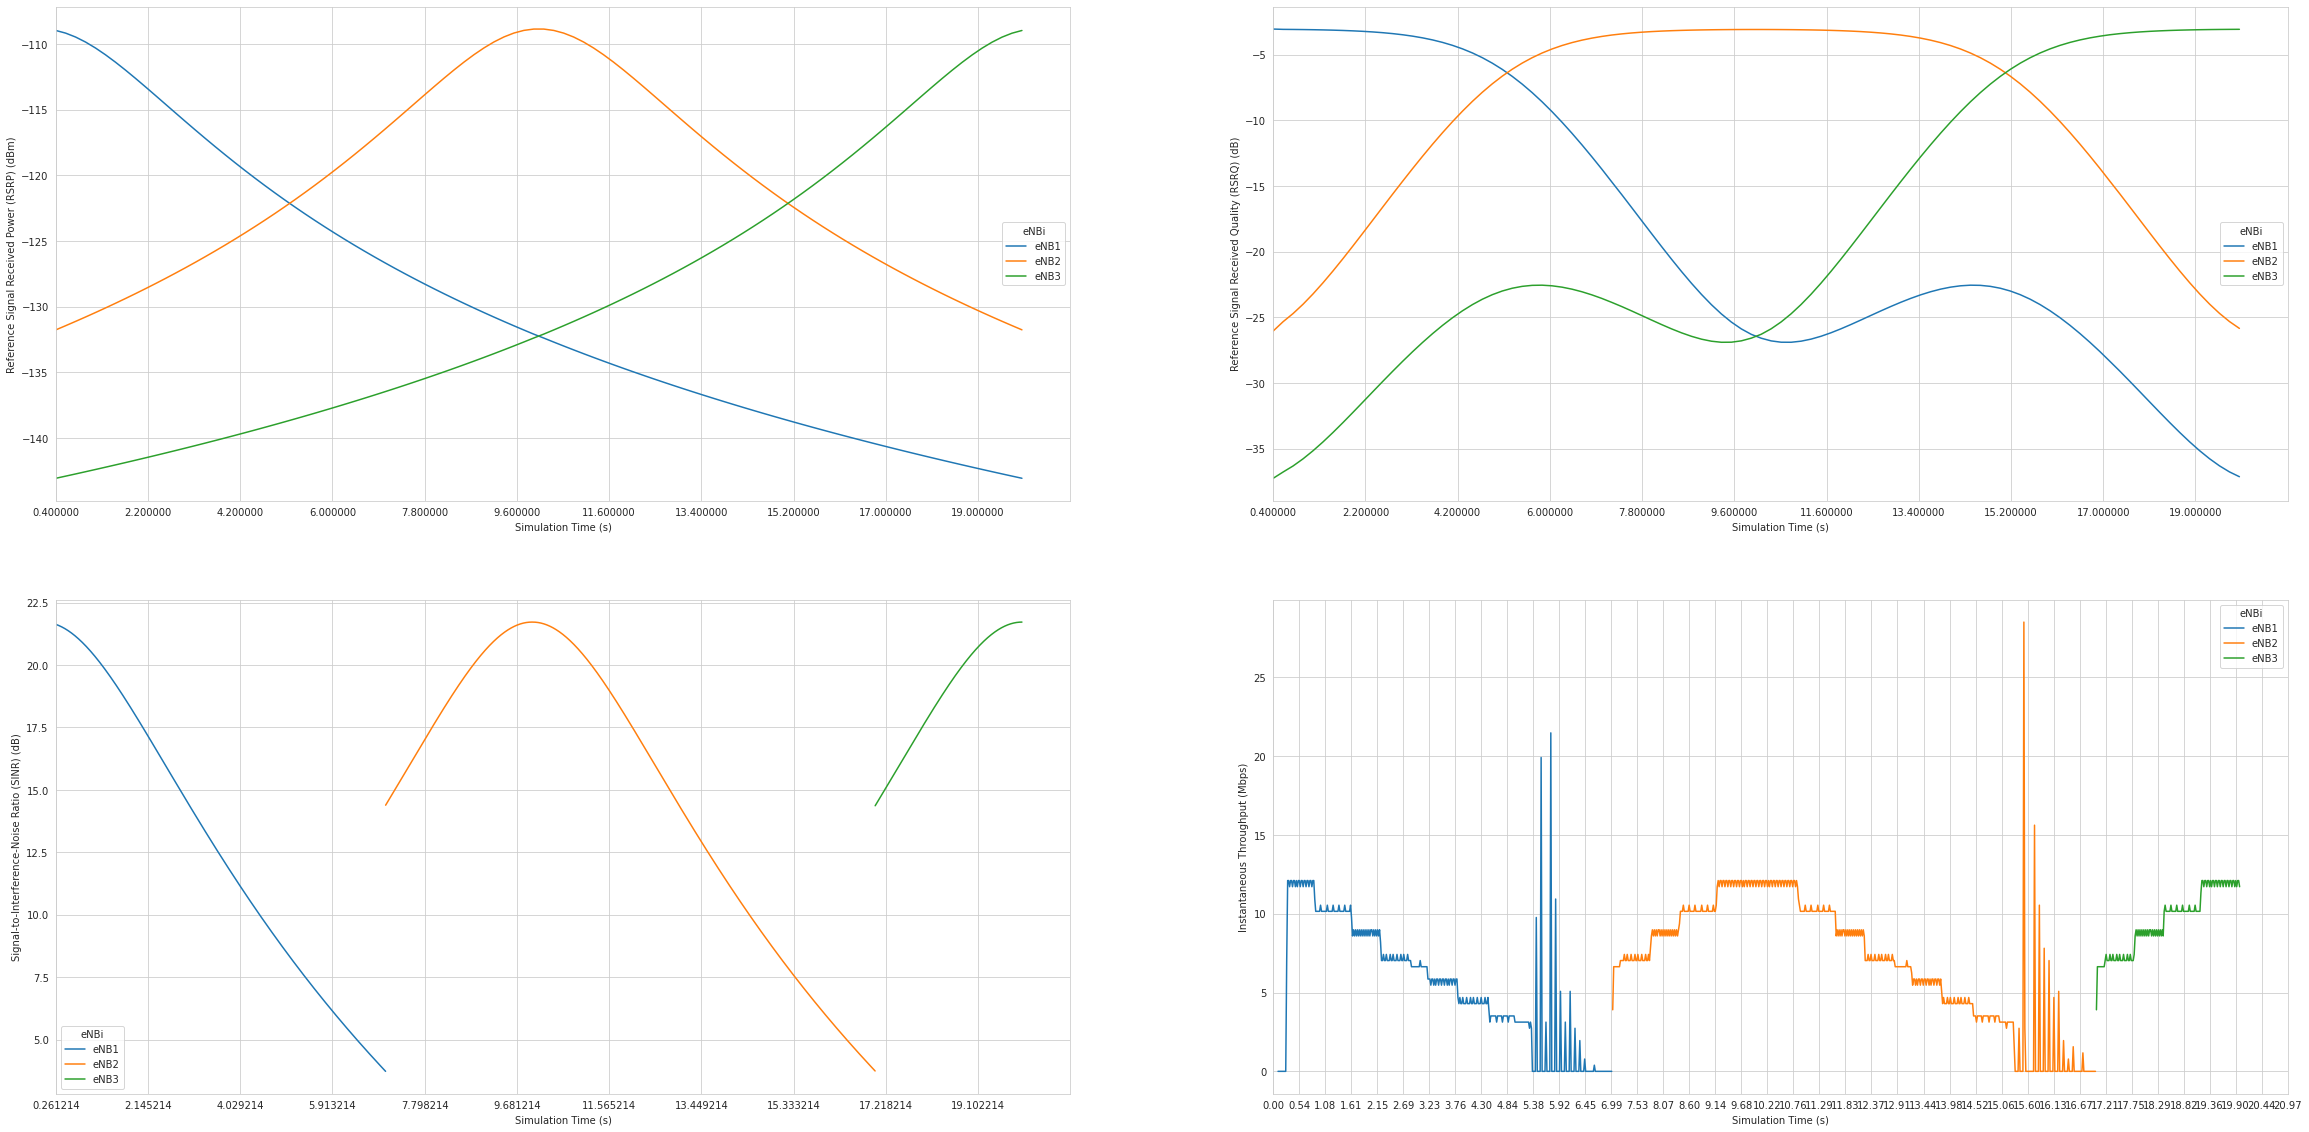 Reference Signal Received Power (RSRP) (dBm)
−110
−115
−120
−125
−130
−135
−140
eNBi
eNB1
eNB2
eNB3
0.400000 2.200000 4.200000 6.000000 7.800000 9.600000 11.600000 13.400000 15.200000 17.000000 19.000000
Simulation Time (s)
Reference Signal Received Quality (RSRQ) (dB)
−5
−10
−15
−20
−25
−30
−35
eNBi
eNB1
eNB2
eNB3
0.400000 2.200000 4.200000 6.000000 7.800000 9.600000 11.600000 13.400000 15.200000 17.000000 19.000000
Simulation Time (s)
Signal-to-Interference-Noise Ratio (SINR) (dB)
22.5
20.0
17.5
15.0
12.5
10.0
7.5
5.0
eNBi
eNB1
eNB2
eNB3
0.261214 2.145214 4.029214 5.913214 7.798214 9.681214 11.565214 13.449214 15.333214 17.218214 19.102214
Simulation Time (s)
Instantaneous Throughput (Mbps)
25
20
15
10
5
0
eNBi
eNB1
eNB2
eNB3
0.00 0.54 1.08 1.61 2.15 2.69 3.23 3.76 4.30 4.84 5.38 5.92 6.45 6.99 7.53 8.07 8.60 9.14 9.68 10.22 10.76 11.29 11.83 12.37 12.91 13.44 13.98 14.52 15.06 15.60 16.13 16.67 17.21 17.75 18.29 18.82 19.36 19.90 20.44 20.97
Simulation Time (s)